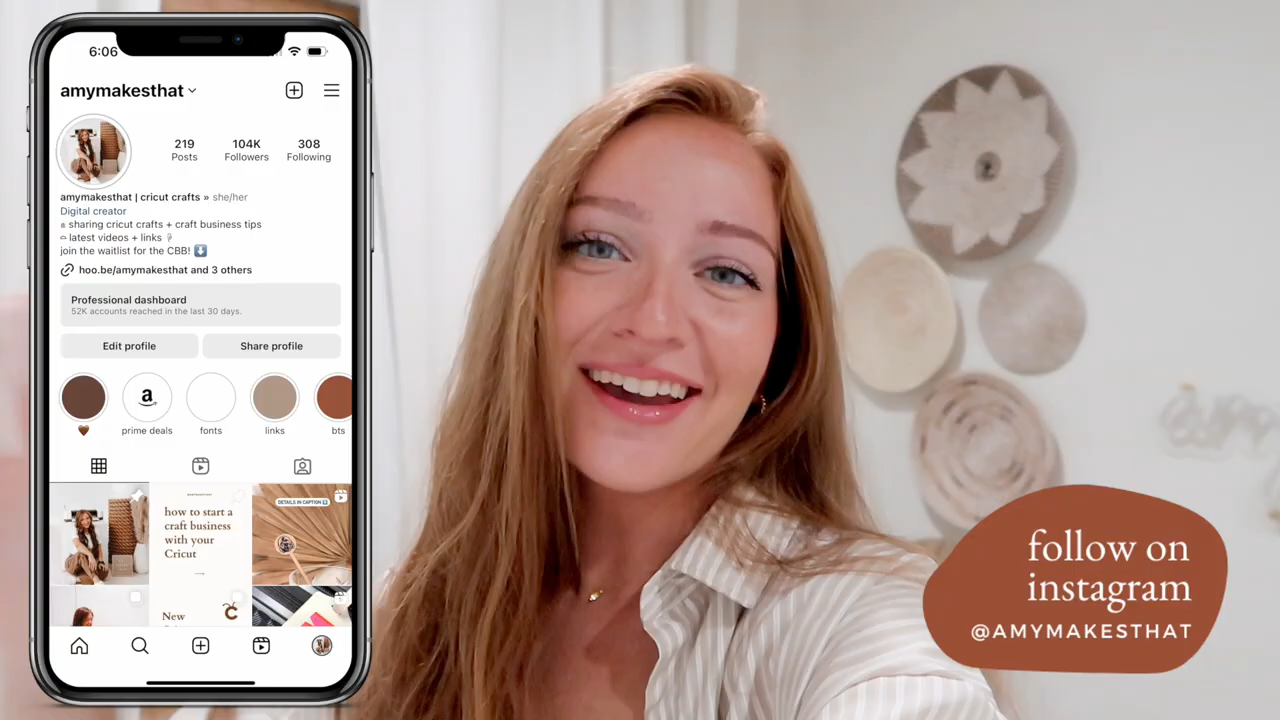 6:06
amymakesthat
219
Posts
104K
Followers
308
Following
amymakesthat | cricut crafts » she/her
Digital creator
sharing cricut crafts + craft business tips
latest videos + links
join the waitlist for the CBB!
hoo.be/amymakesthat and 3 others
Professional dashboard
52K accounts reached in the last 30 days.
Edit profile
Share profile
a
prime deals
fonts
links
bts
how to start a
craft business
with your
Cricut
DETAILS IN CAPTION
New
follow on
instagram
@AMYMAKESTHAT